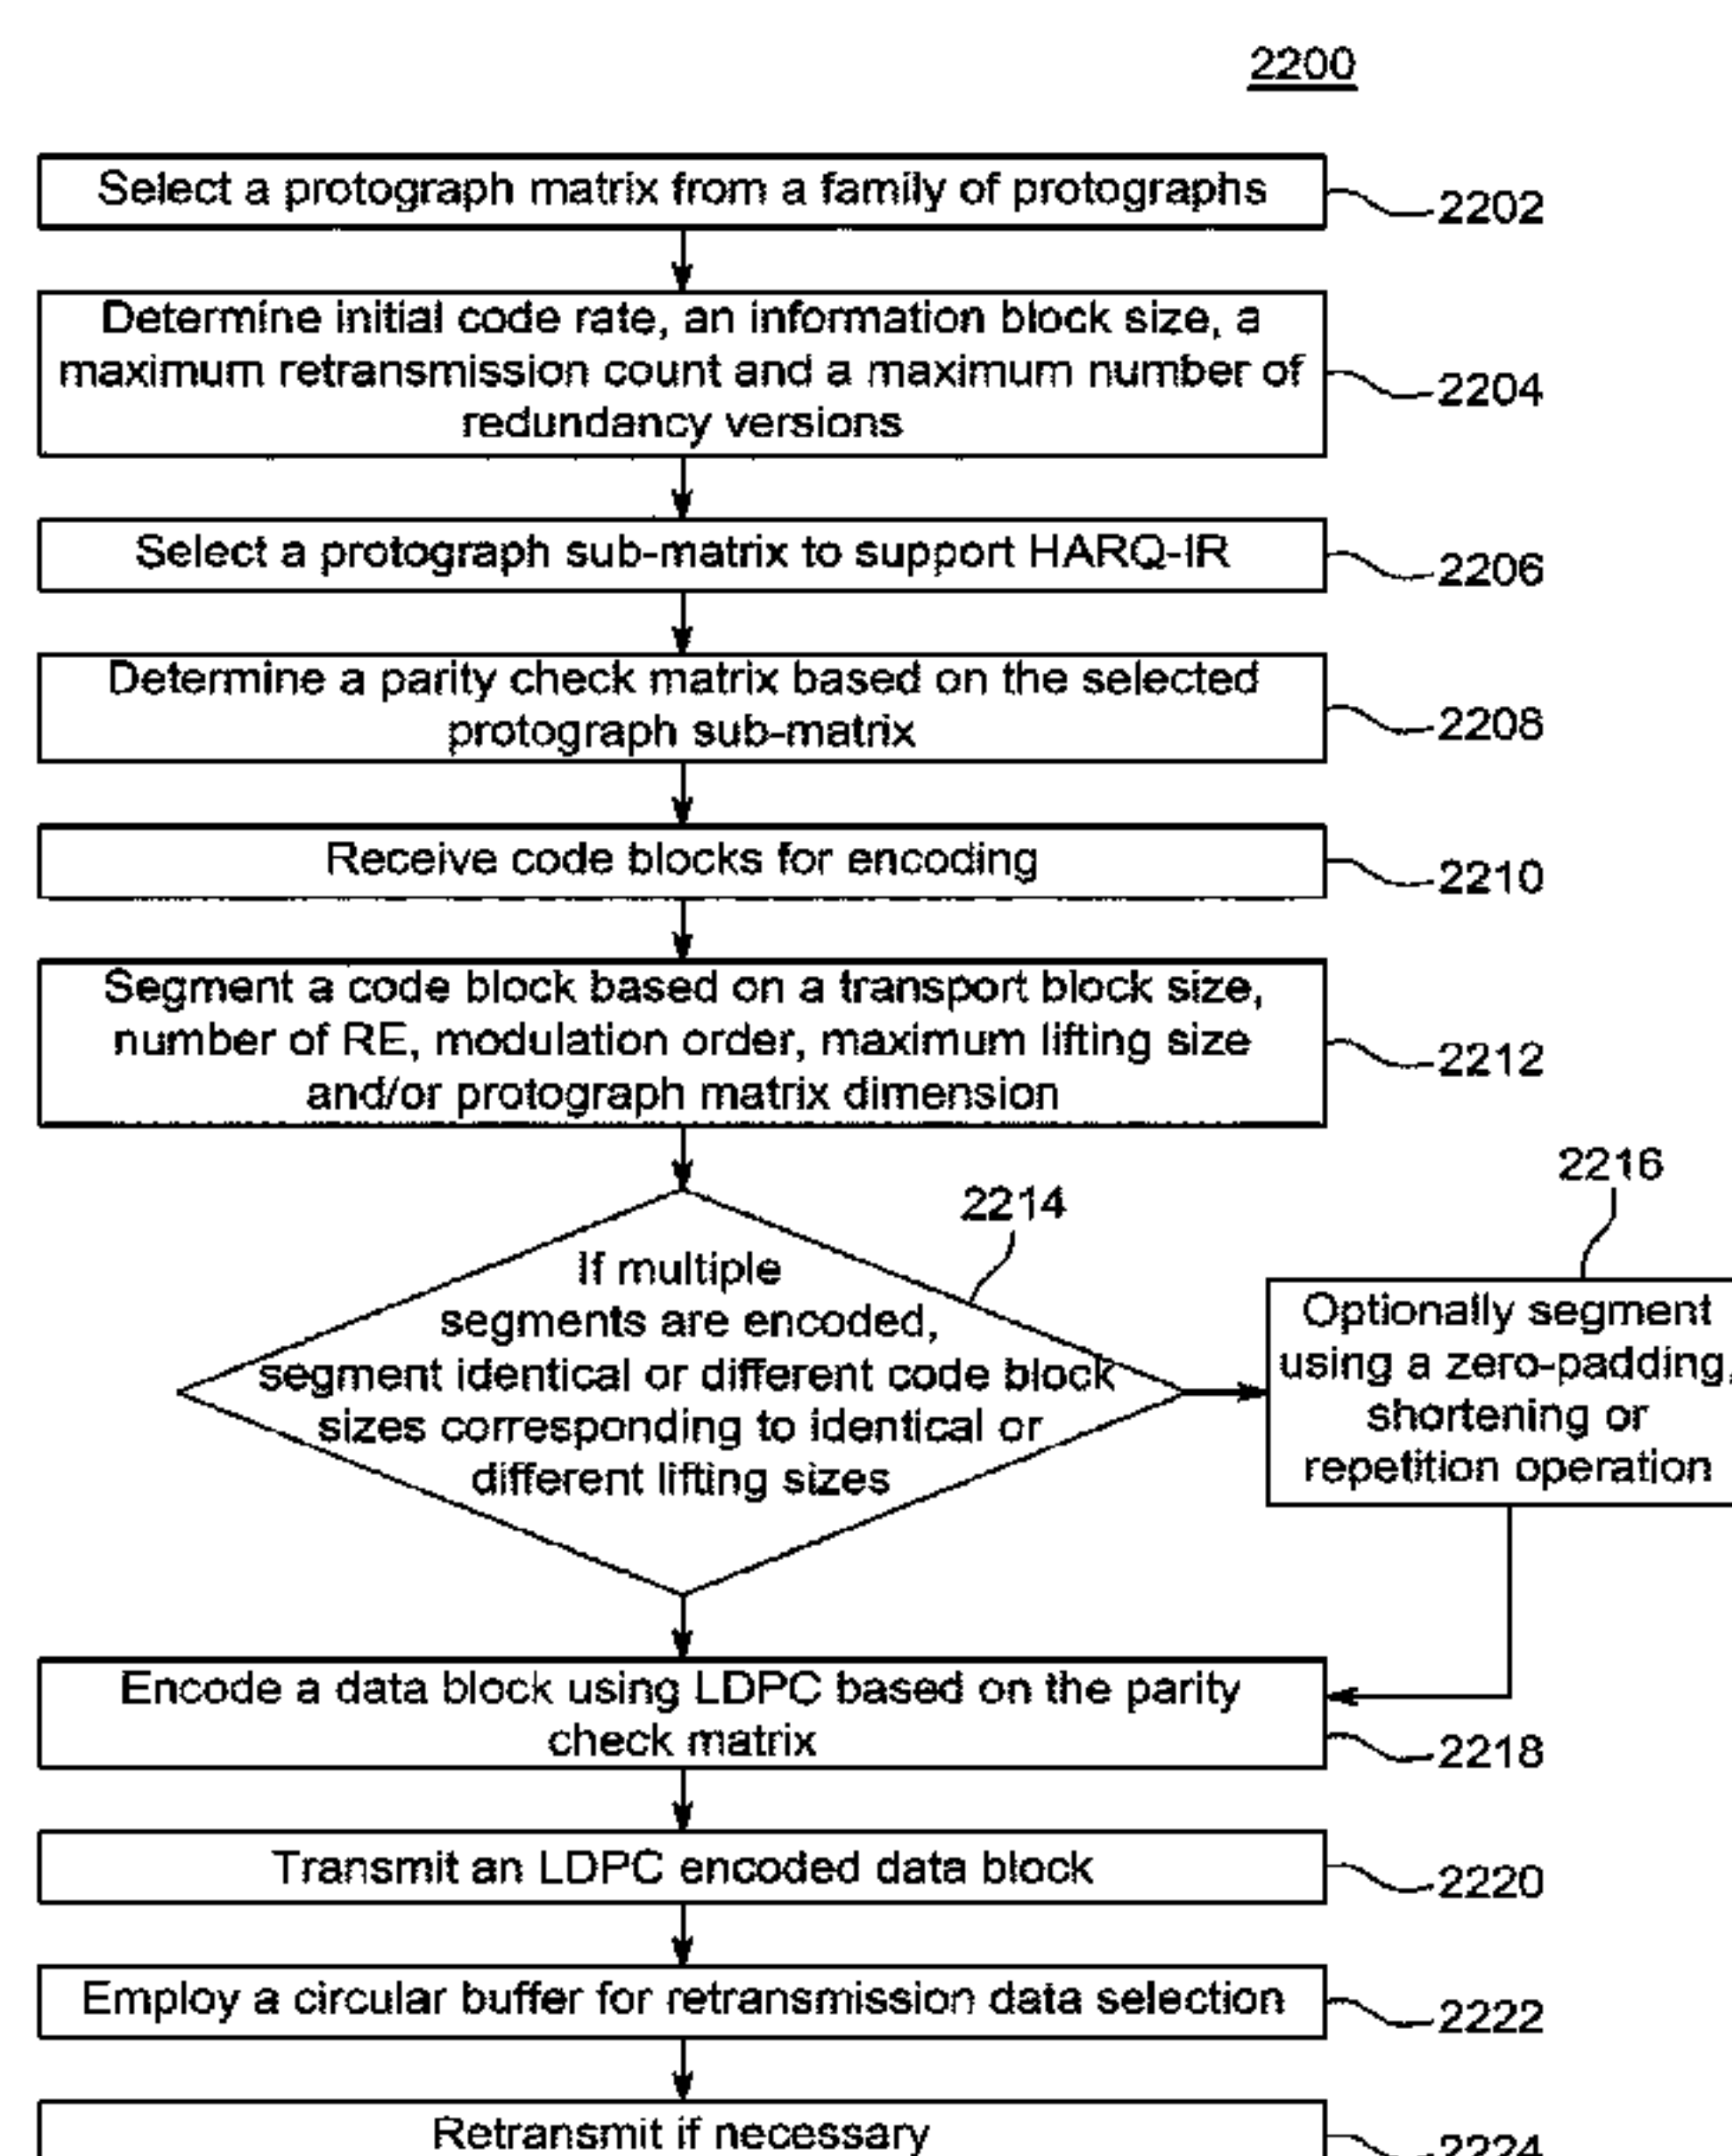 2200
Select a protograph matrix from a family of protographs
2202
Determine initial code rate, an information block size, a
maximum retransmission count and a maximum number of
redundancy versions
2204
Select a protograph sub-matrix to support HARQ-IR
2206
Determine a parity check matrix based on the selected
protograph sub-matrix
2208
Receive code blocks for encoding
2210
Segment a code block based on a transport block size,
number of RE, modulation order, maximum lifting size
and/or protograph matrix dimension
2212
2214
If multiple
segments are encoded,
segment identical or different code block
sizes corresponding to identical or
different lifting sizes
2216
Optionally segment
using a zero-padding,
shortening or
repetition operation
Encode a data block using LDPC based on the parity
check matrix
2218
Transmit an LDPC encoded data block
2220
Employ a circular buffer for retransmission data selection
2222
Retransmit if necessary
2224